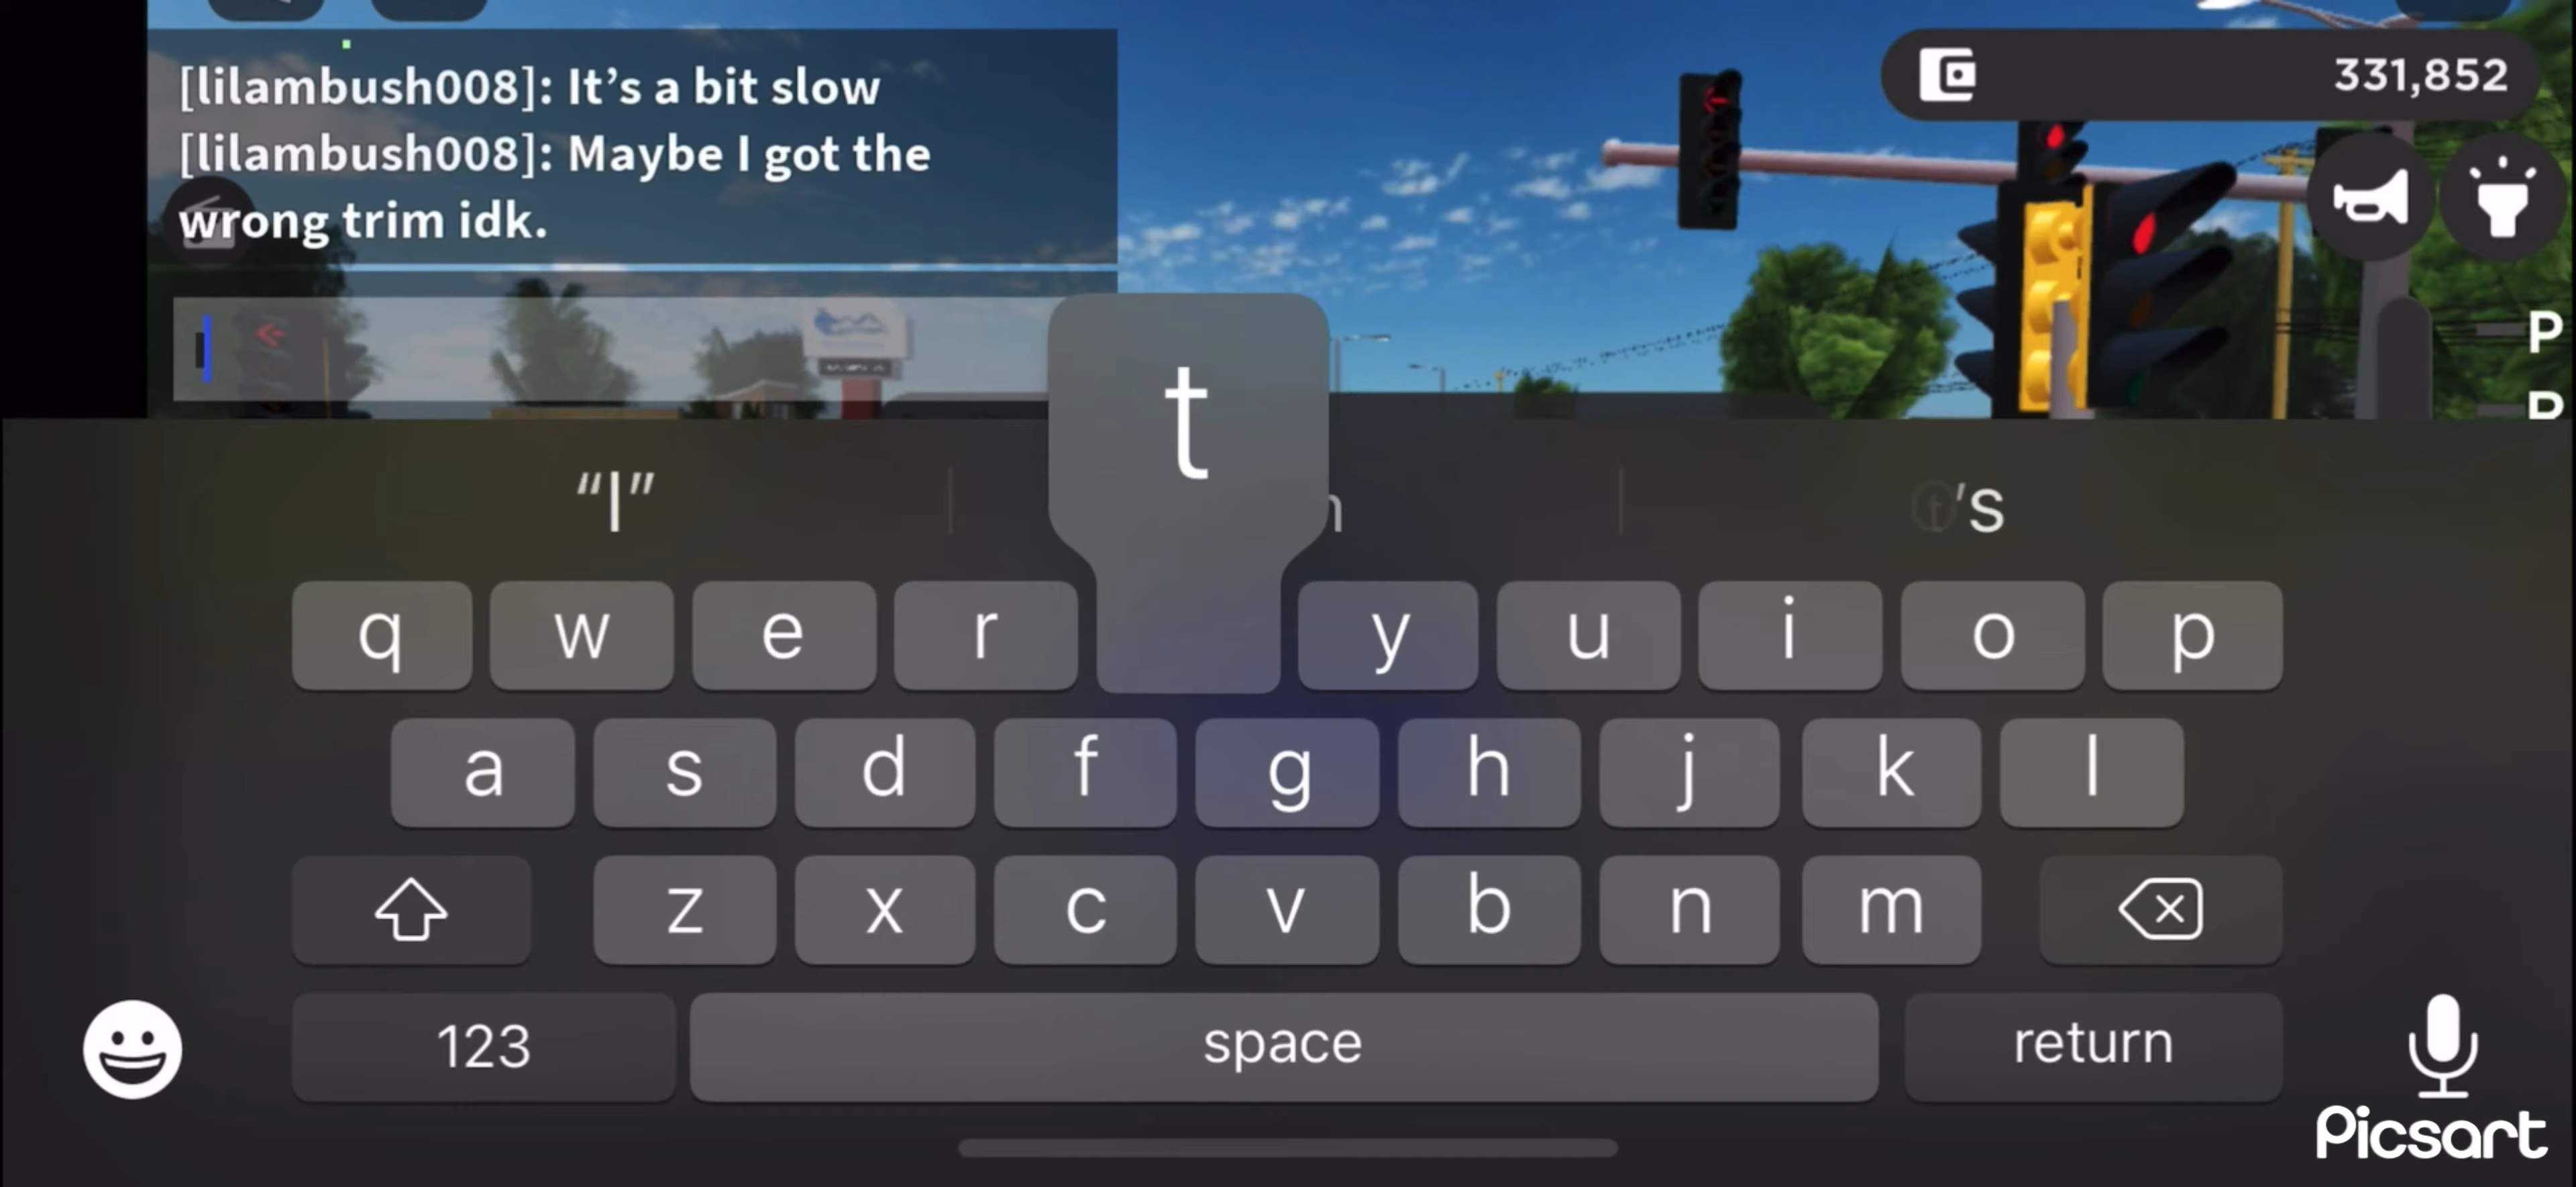 [lilambush008]: It’s a bit slow
331,852
[lilambush008]: Maybe I got the
wrong trim idk.
P
I
t
“I”
’s
q w e r y u i o p
a s d f g h j k l
z x c v b n m
123 space return
Picsart